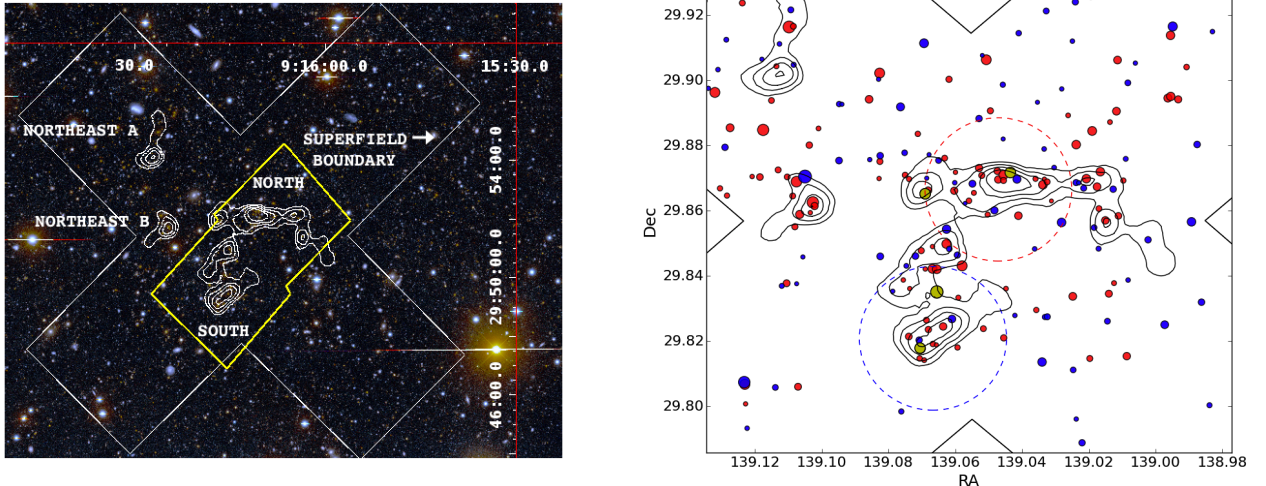 30.0
9:16:00.0
15:30.0
NORTHEAST A
SUPERFIELD
BOUNDARY
54:00.0
NORTH
NORTHEAST B
29:50:00.0
SOUTH
46:00.0
29.92
29.90
29.88
29.86
29.84
29.82
29.80
Dec
139.12
139.10
139.08
139.06
139.04
139.02
139.00
138.98
RA